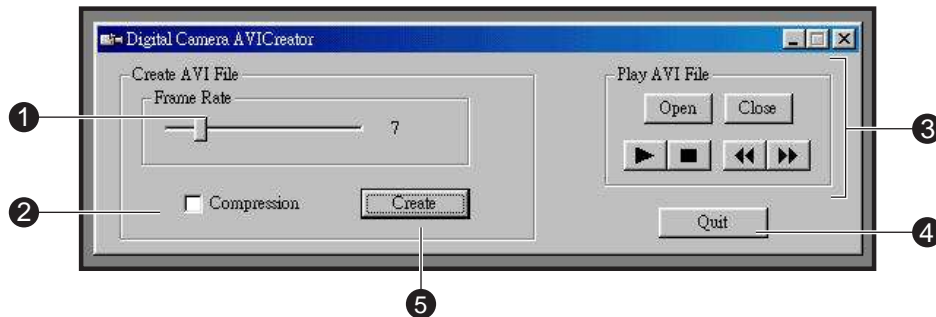 Digital Camera AVICreator
Create AVI File
Frame Rate
1
7
2
Compression
Create
5
Play AVI File
Open
Close
3
Quit
4